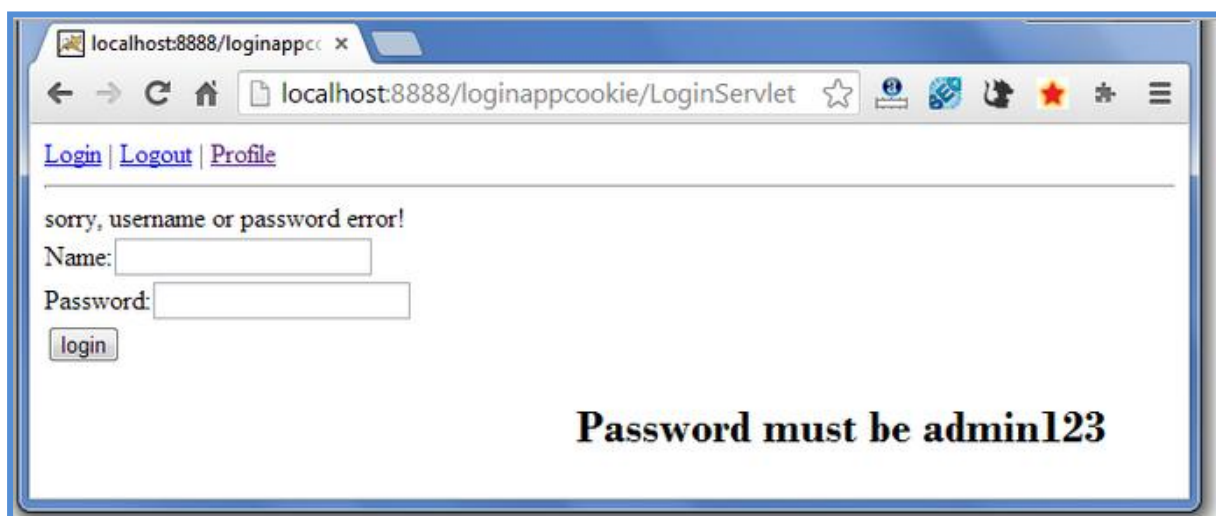 localhost:8888/loginappcc
localhost:8888/loginappcookie/LoginServlet
Login | Logout | Profile
sorry, username or password error!
Name:
Password:
login
Password must be admin123